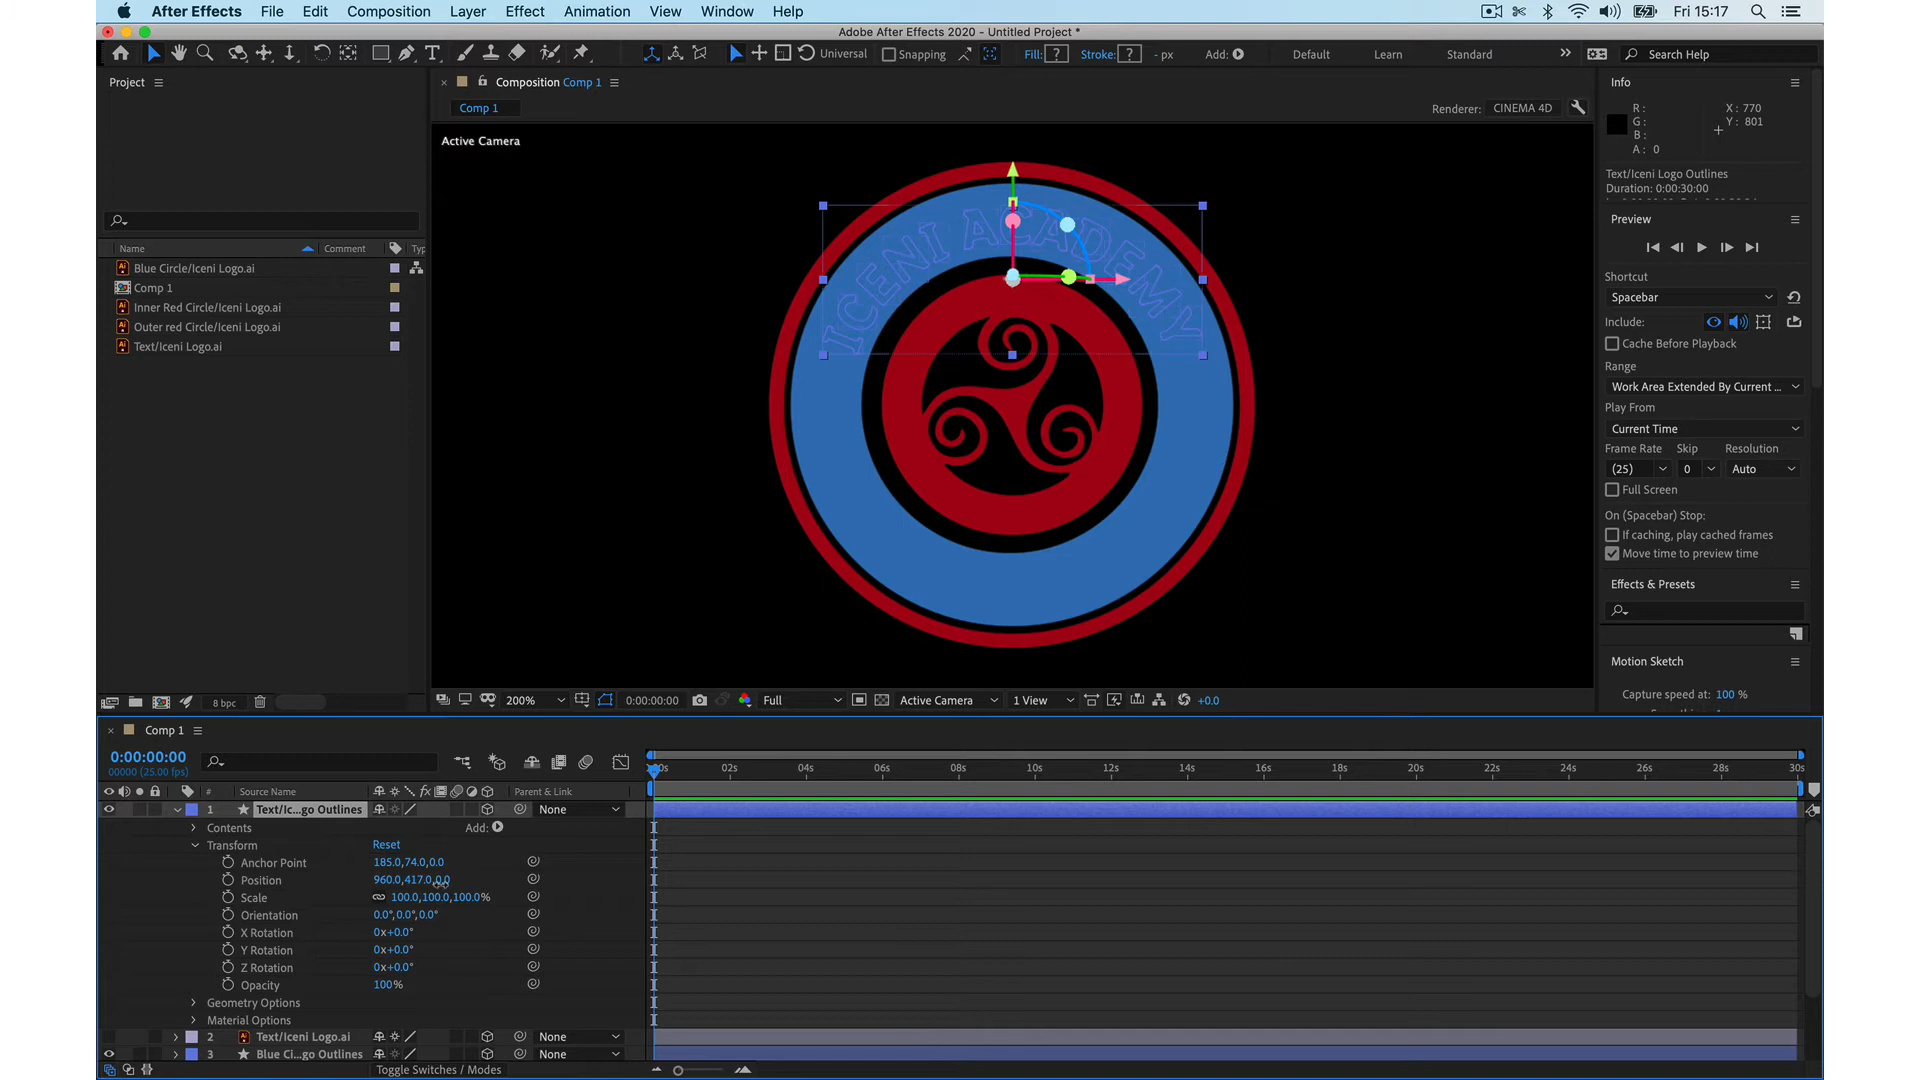 After Effects File Edit Composition Layer Effect Animation View Window Help Fri 15:17
Adobe After Effects 2020 - Untitled Project *
Universal Snapping Fill: ? Stroke: ? - px Add: Default Learn Standard Search Help
Project
Composition Comp 1
Info
Comp 1
Renderer: CINEMA 4D
R: X: 770
G: Y: 801
B:
A: 0
Active Camera
Text/Iceni Logo Outlines
Duration: 0:00:30:00
ICENI ACADEMY
Preview
Name Comment Typ
Blue Circle/Iceni Logo.ai
Comp 1
Inner Red Circle/Iceni Logo.ai
Outer red Circle/Iceni Logo.ai
Text/Iceni Logo.ai
Shortcut
Spacebar
Include:
Cache Before Playback
Range
Work Area Extended By Current ...
Play From
Current Time
Frame Rate Skip Resolution
(25) 0 Auto
Full Screen
On (Spacebar) Stop:
If caching, play cached frames
Move time to preview time
Effects & Presets
Motion Sketch
Capture speed at: 100 %
8 bpc
200% 0:00:00:00 Full Active Camera 1 View +0.0
Comp 1
0:00:00:00
00000 (25.00 fps)
02s 04s 06s 08s 10s 12s 14s 16s 18s 20s 22s 24s 26s 28s 30s
# Source Name fx Parent & Link
1 Text/Ic...go Outlines None
Contents Add:
Transform Reset
Anchor Point 185.0,74.0,0.0
Position 960.0,417.0,0.0
Scale 100.0,100.0,100.0%
Orientation 0.0°,0.0°,0.0°
X Rotation 0x+0.0°
Y Rotation 0x+0.0°
Z Rotation 0x+0.0°
Opacity 100%
Geometry Options
Material Options
2 Text/Iceni Logo.ai None
3 Blue Ci...go Outlines None
Toggle Switches / Modes